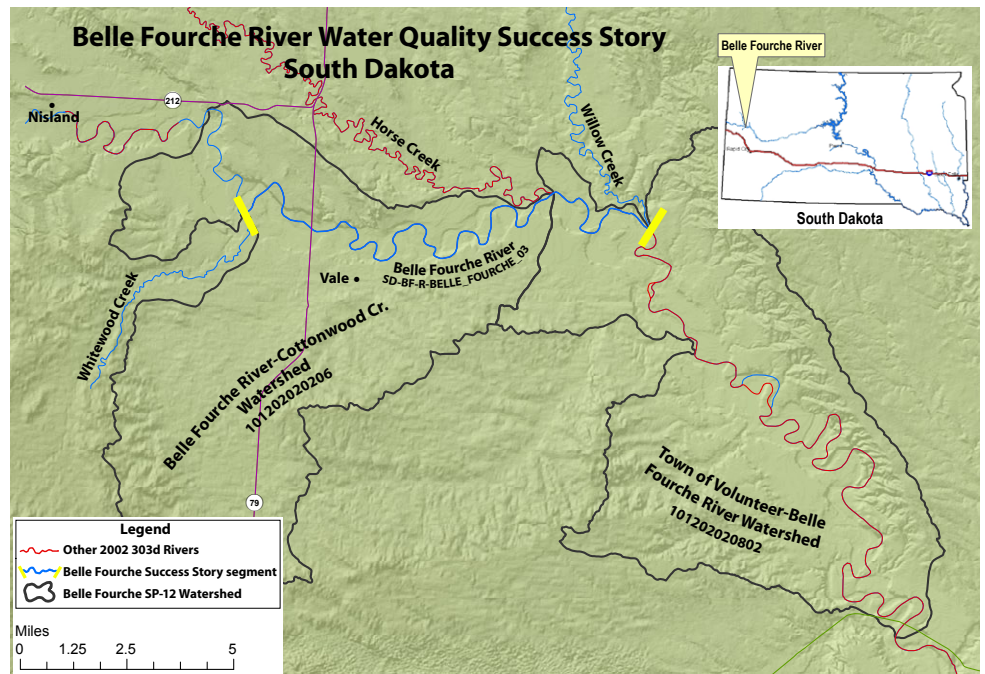 Belle Fourche River Water Quality Success Story
South Dakota
Belle Fourche River
South Dakota
212
Nisland
Horse Creek
Willow Creek
Belle Fourche River
SD-BF-R-BELLE_FOURCHE_03
Vale
Whitewood Creek
Belle Fourche River-Cottonwood Cr.
Watershed
101202020206
Town of Volunteer-Belle
Fourche River Watershed
101202020802
79
Legend
Other 2002 303d Rivers
Belle Fourche Success Story segment
Belle Fourche SP-12 Watershed
Miles
0 1.25 2.5 5